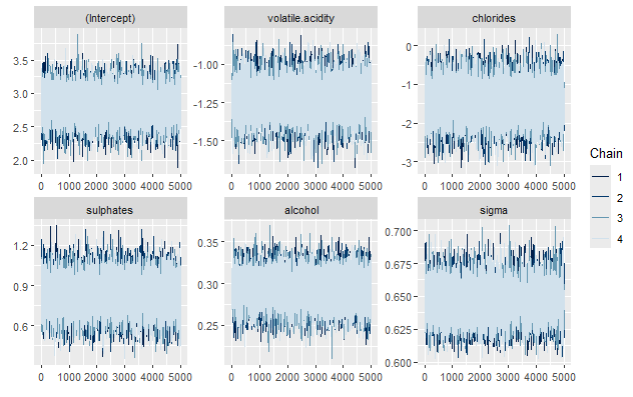 (Intercept) volatile.acidity chlorides
3.5
3.0
2.5
2.0
-1.00
-1.25
-1.50
0
-1
-2
-3
0 1000 2000 3000 4000 5000
0 1000 2000 3000 4000 5000
0 1000 2000 3000 4000 5000
sulphates alcohol sigma
1.2
0.9
0.6
0.35
0.30
0.25
0.700
0.675
0.650
0.625
0.600
0 1000 2000 3000 4000 5000
0 1000 2000 3000 4000 5000
0 1000 2000 3000 4000 5000
Chain
1
2
3
4